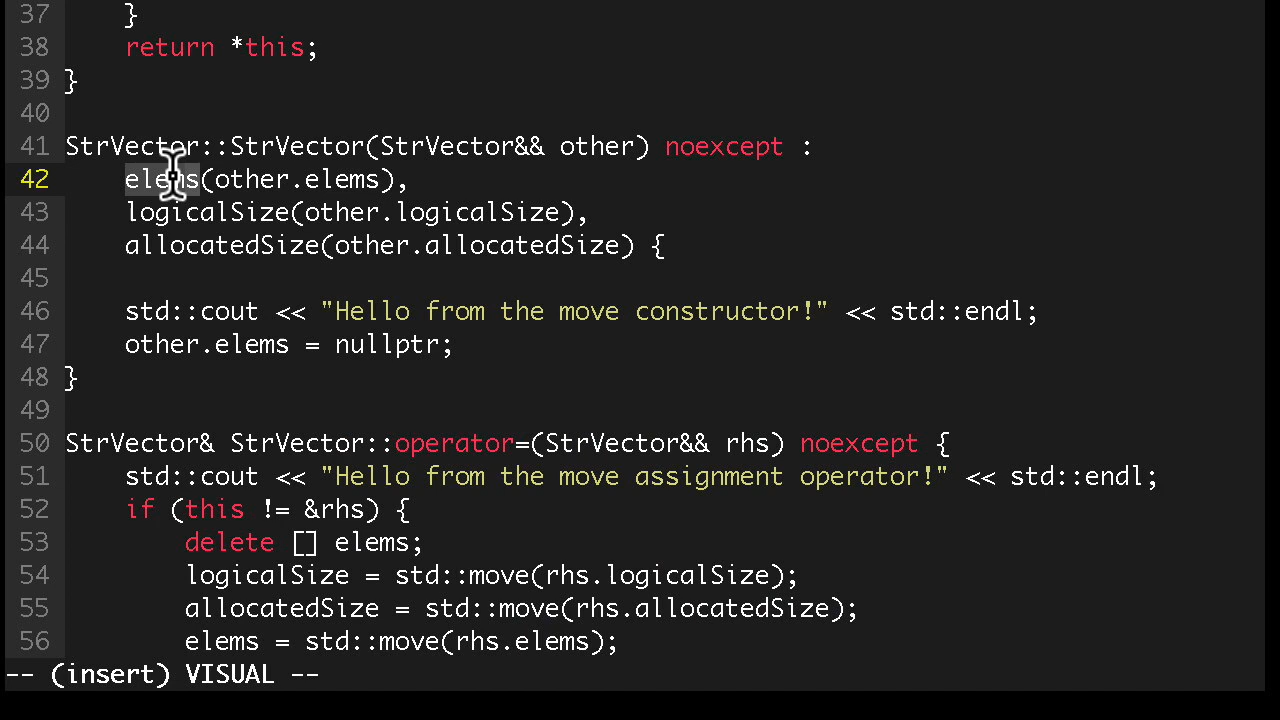 37     }
38     return *this;
39 }
40
41 StrVector::StrVector(StrVector&& other) noexcept :
42     elems(other.elems),
43     logicalSize(other.logicalSize),
44     allocatedSize(other.allocatedSize) {
45
46     std::cout << "Hello from the move constructor!" << std::endl;
47     other.elems = nullptr;
48 }
49
50 StrVector& StrVector::operator=(StrVector&& rhs) noexcept {
51     std::cout << "Hello from the move assignment operator!" << std::endl;
52     if (this != &rhs) {
53         delete [] elems;
54         logicalSize = std::move(rhs.logicalSize);
55         allocatedSize = std::move(rhs.allocatedSize);
56         elems = std::move(rhs.elems);
-- (insert) VISUAL --